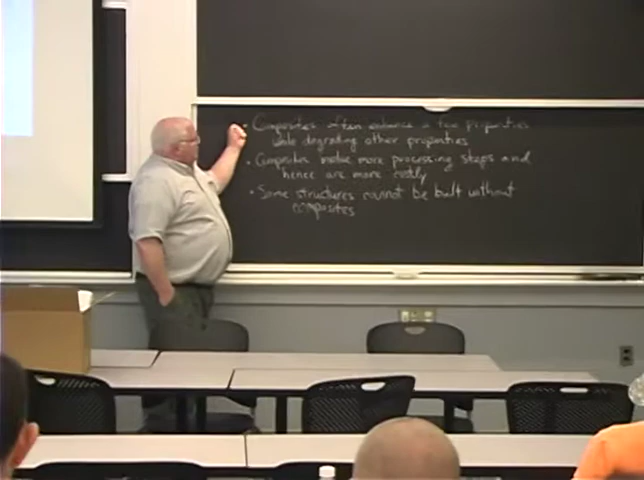 • Composites often enhance a few properties
while degrading other properties
• Composites involve more processing steps and
hence are more costly
• Some structures cannot be built without
composites